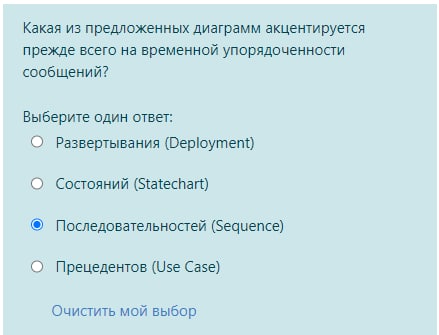 Какая из предложенных диаграмм акцентируется
прежде всего на временной упорядоченности
сообщений?
Выберите один ответ:
Развертывания (Deployment)
Состояний (Statechart)
Последовательностей (Sequence)
Прецедентов (Use Case)
Очистить мой выбор